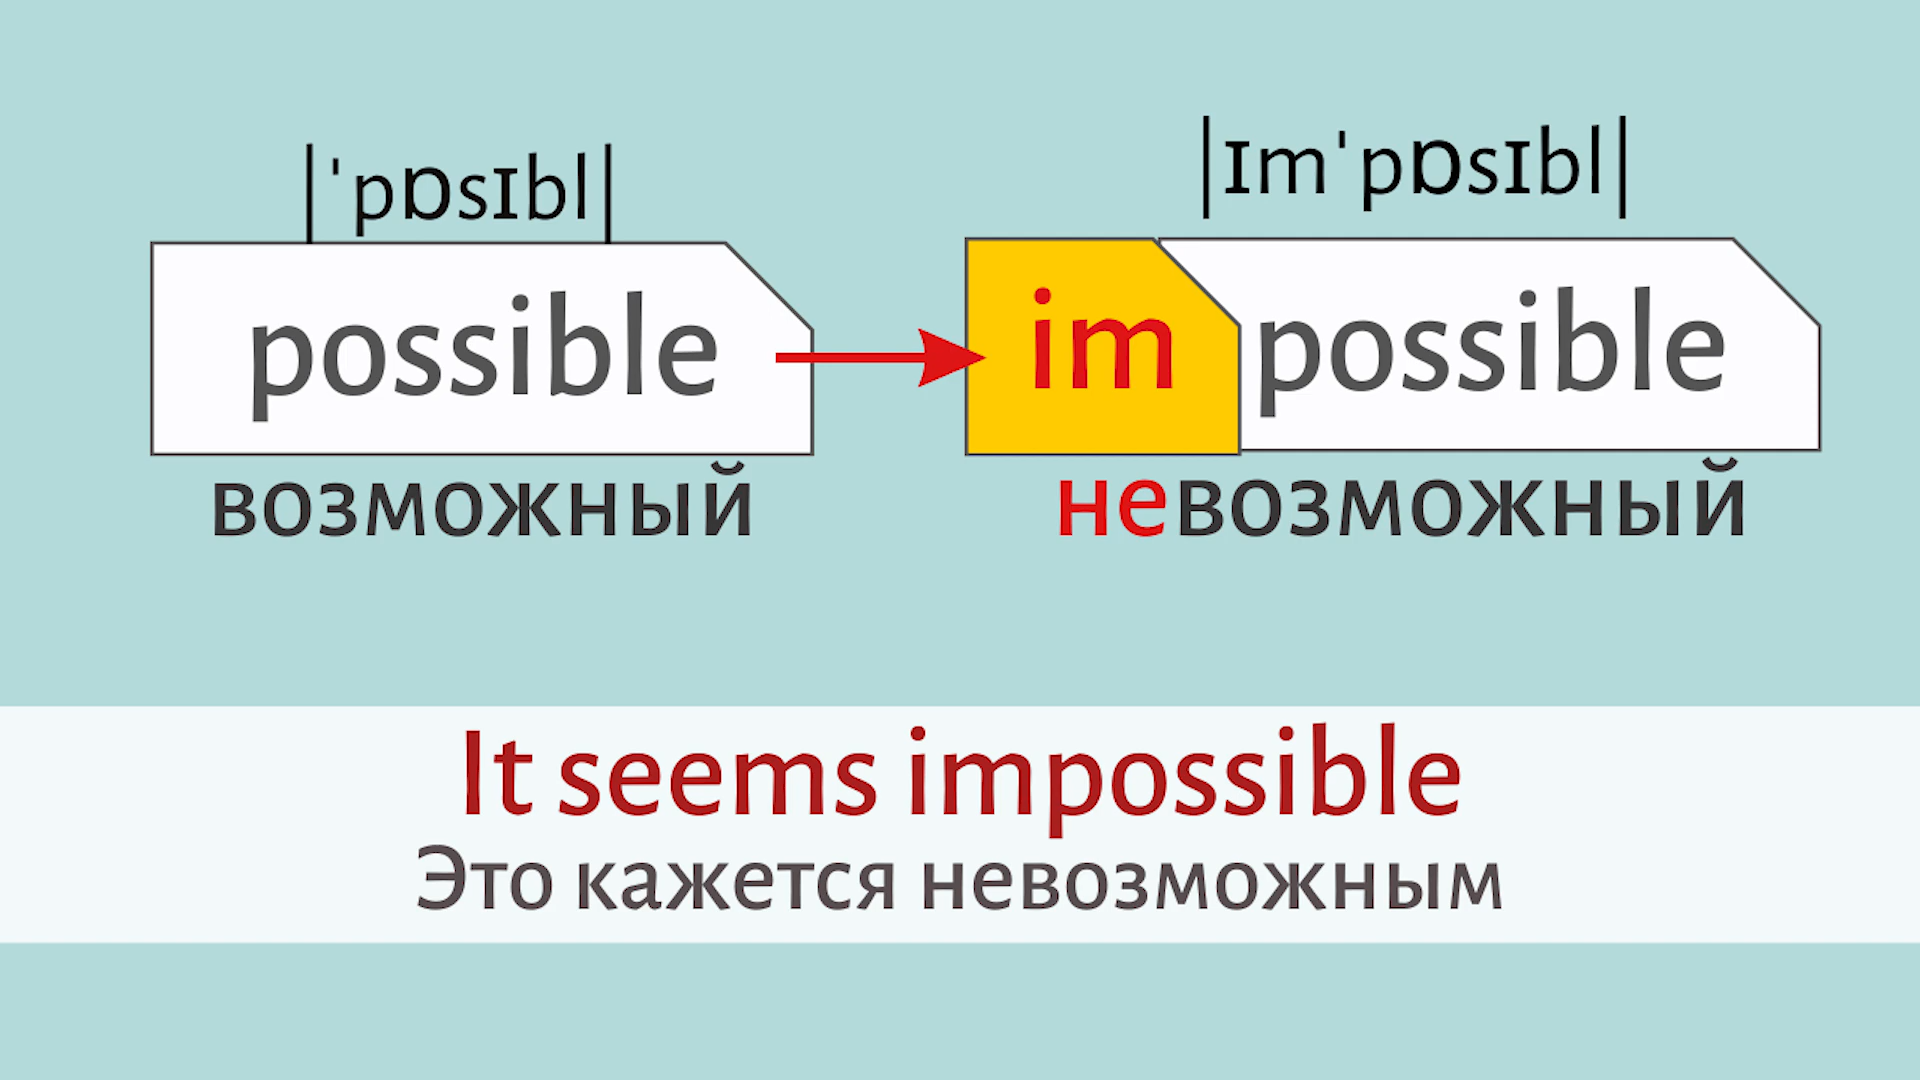 |ˈpɒsɪbl|
possible
возможный
|ɪmˈpɒsɪbl|
impossible
невозможный
It seems impossible
Это кажется невозможным